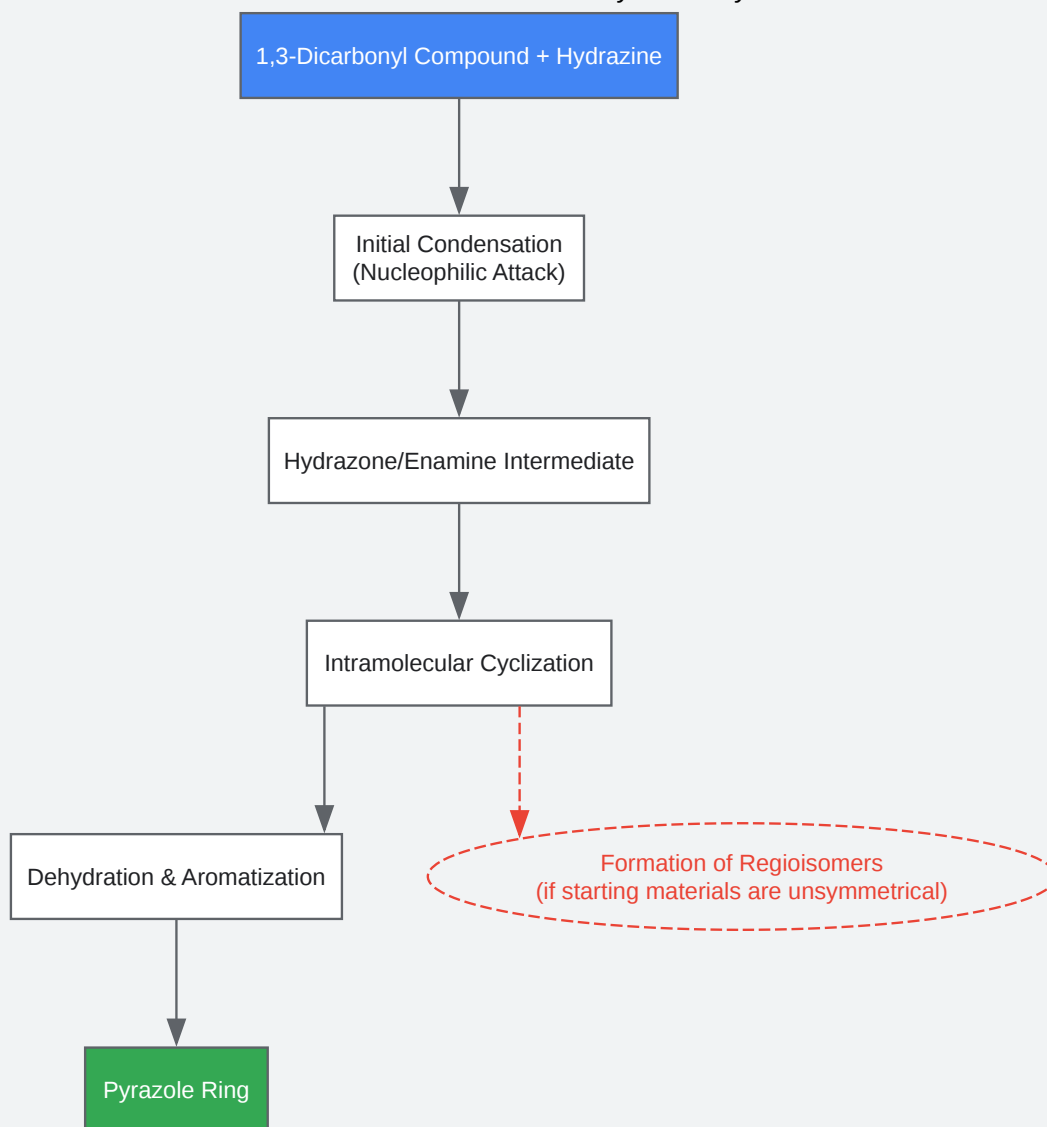 1,3-Dicarbonyl Compound + Hydrazine
Initial Condensation
(Nucleophilic Attack)
Hydrazone/Enamine Intermediate
Intramolecular Cyclization
Dehydration & Aromatization
Formation of Regioisomers
(if starting materials are unsymmetrical)
Pyrazole Ring